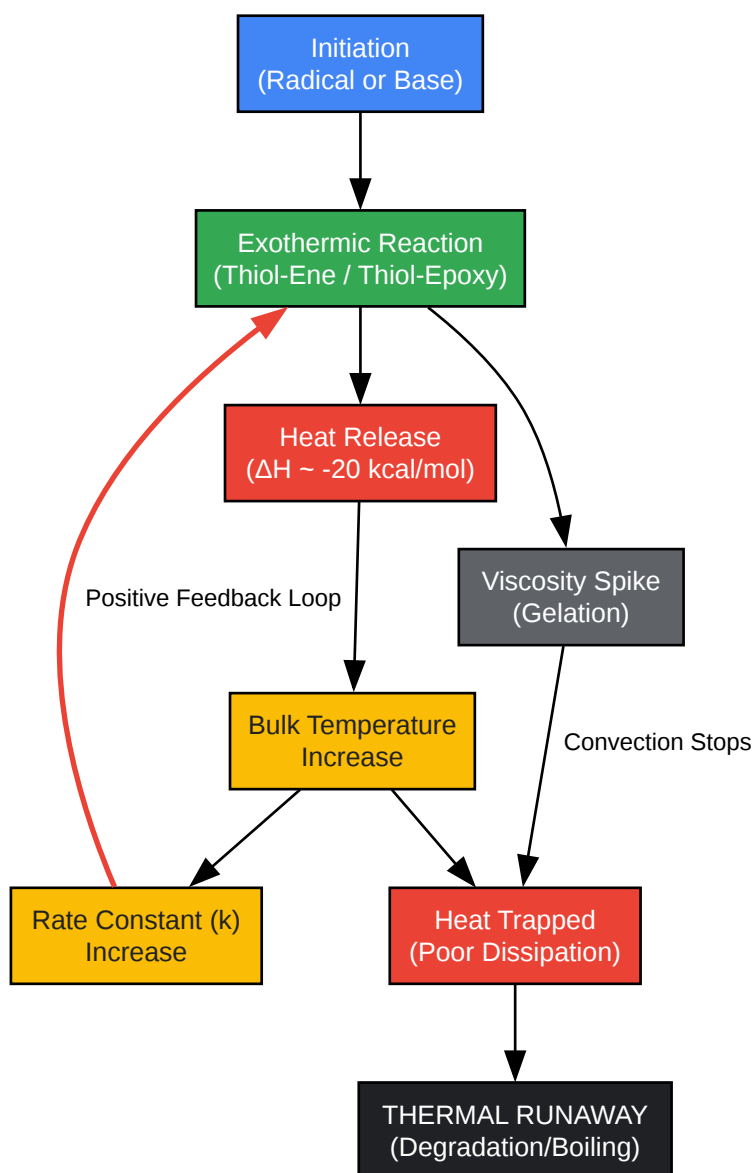 Initiation
(Radical or Base)
Exothermic Reaction
(Thiol-Ene / Thiol-Epoxy)
Heat Release
(ΔH ~ -20 kcal/mol)
Viscosity Spike
(Gelation)
Positive Feedback Loop
Bulk Temperature
Increase
Convection Stops
Rate Constant (k)
Increase
Heat Trapped
(Poor Dissipation)
THERMAL RUNAWAY
(Degradation/Boiling)